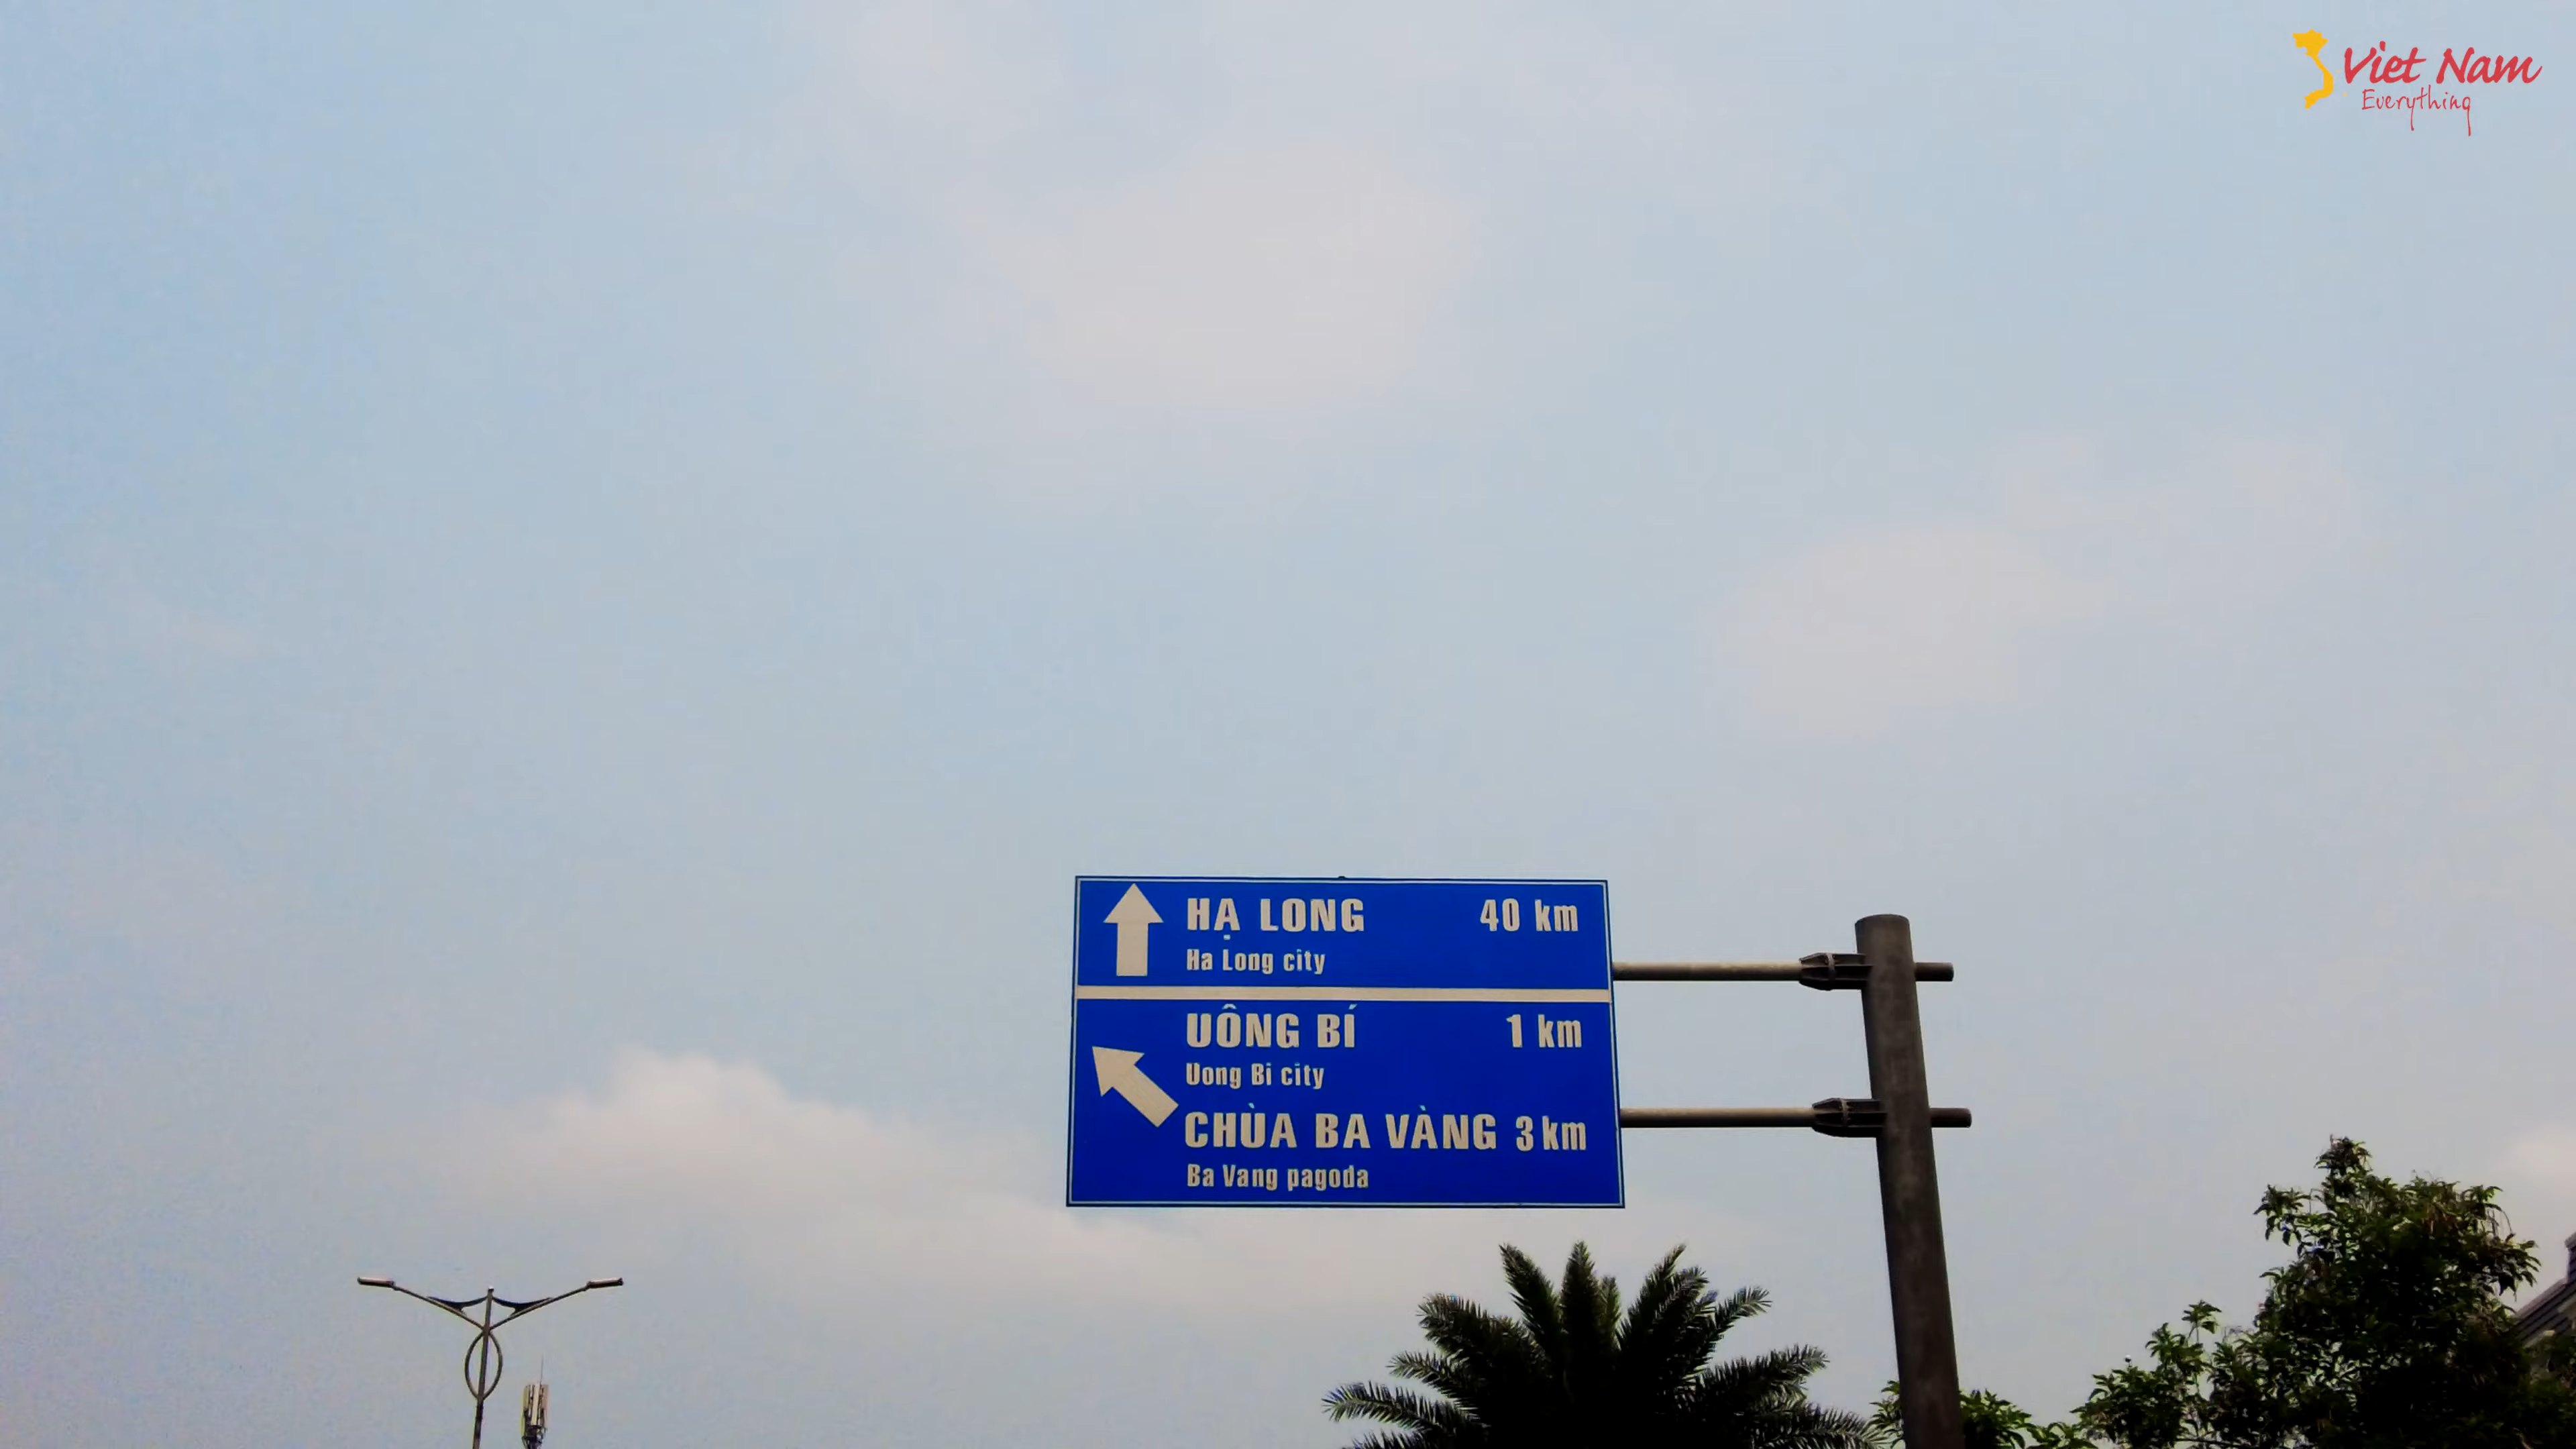 Viet Nam
Everything
HẠ LONG 40 km
Ha Long city
UÔNG BÍ 1 km
Uong Bi city
CHÙA BA VÀNG 3 km
Ba Vang pagoda